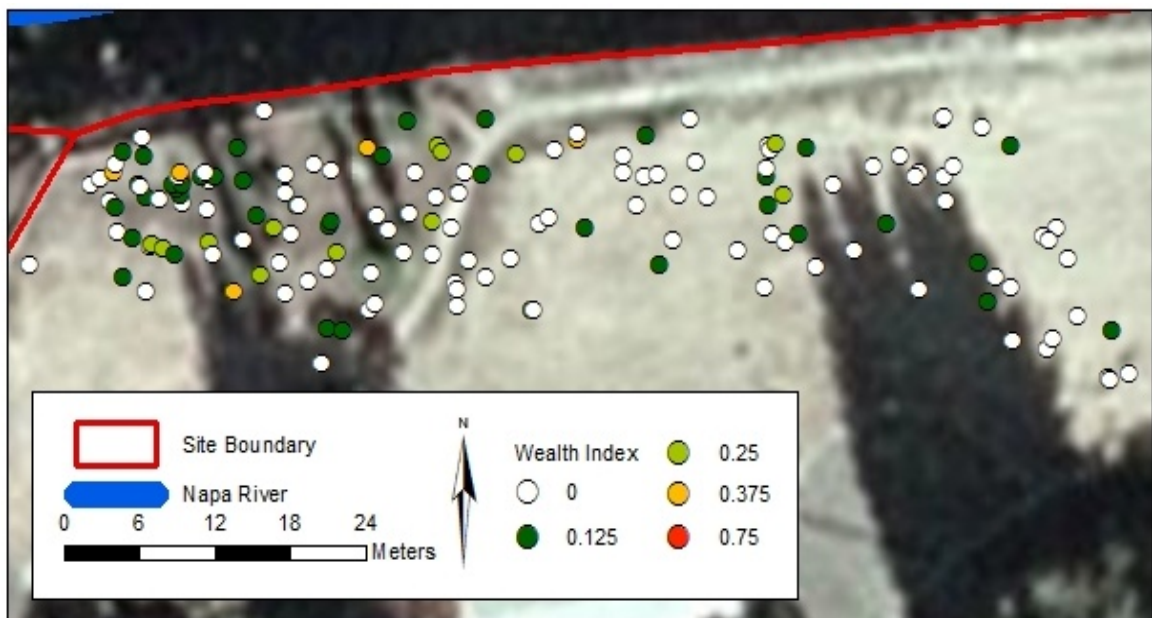 N
Site Boundary
Napa River
0 6 12 18 24
Meters
Wealth Index
0
0.125
0.25
0.375
0.75